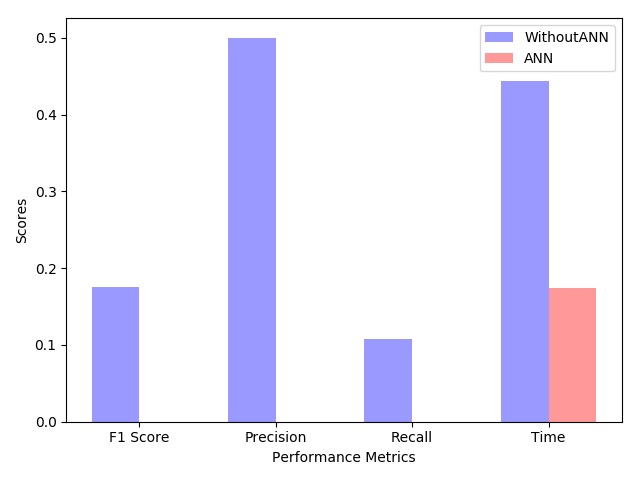 WithoutANN
ANN
0.5
0.4
0.3
0.2
0.1
0.0
Scores
F1 Score
Precision
Recall
Time
Performance Metrics